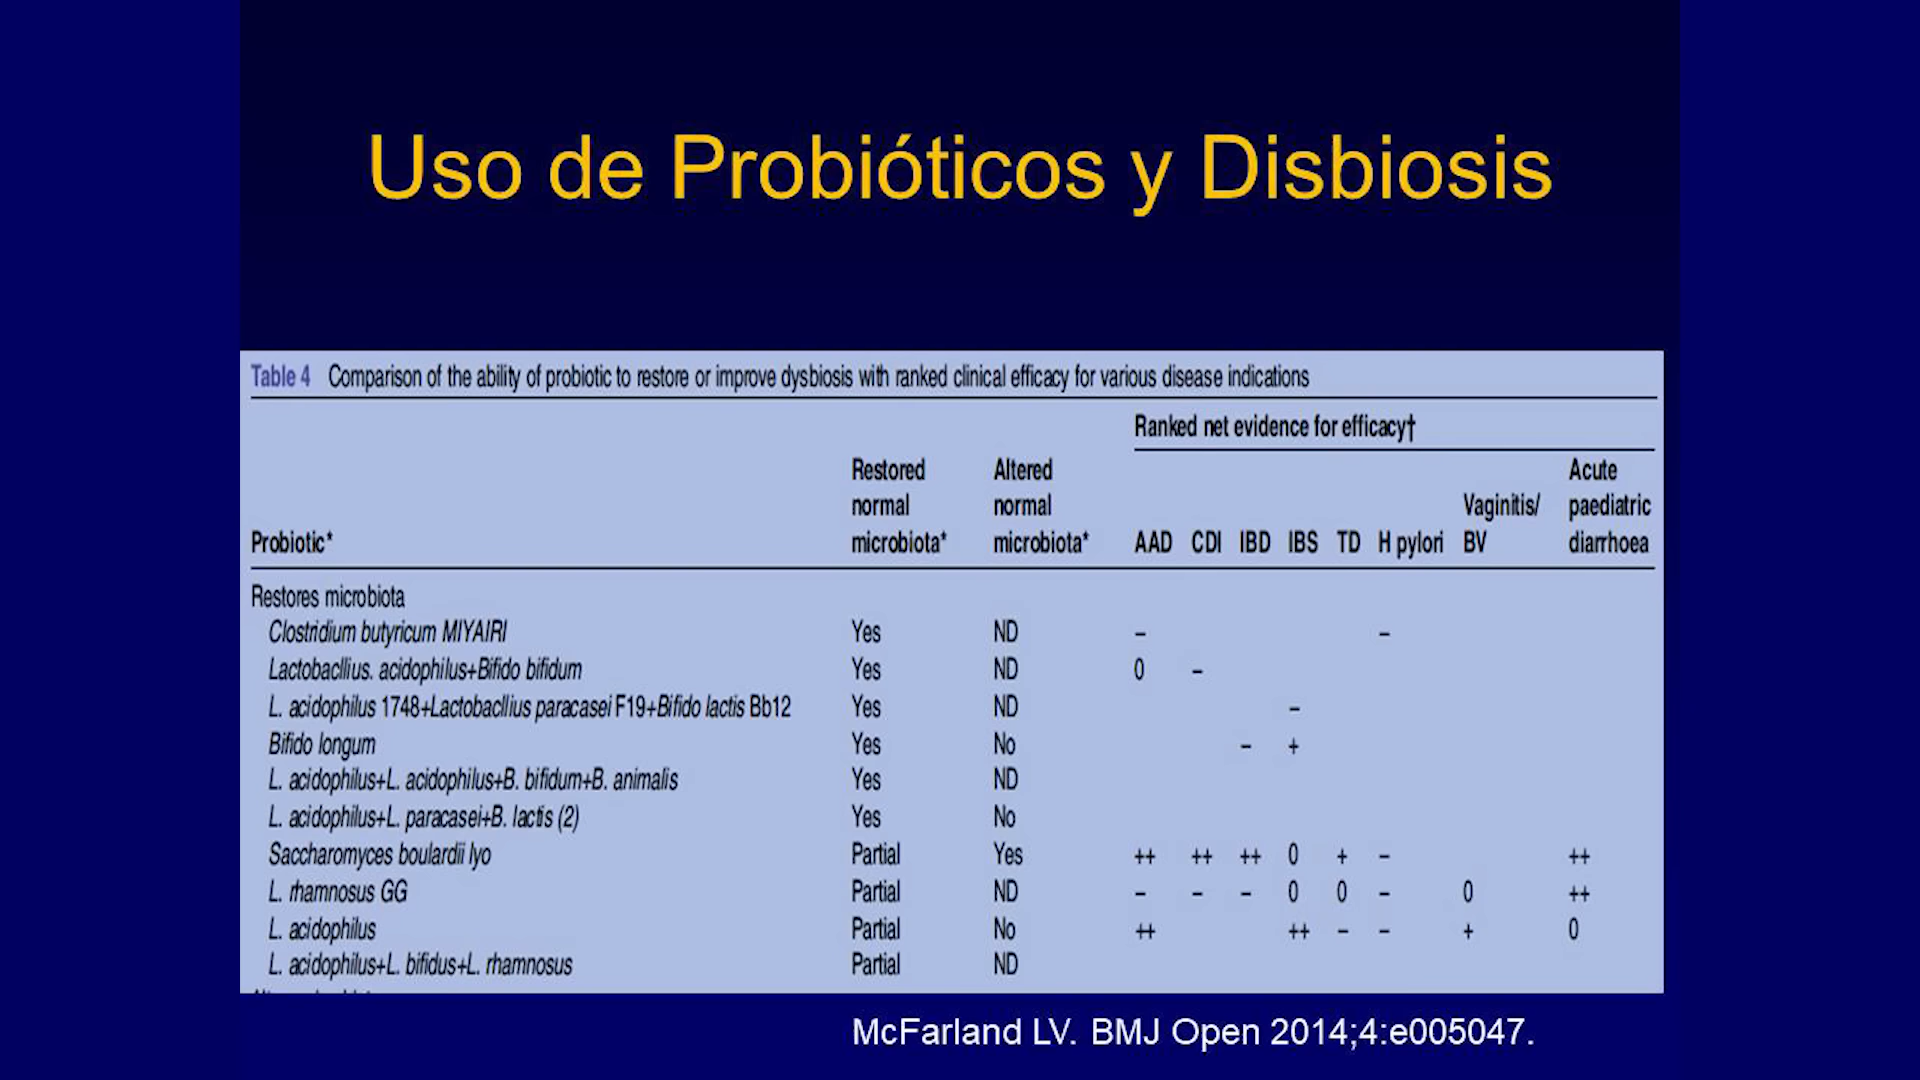 Uso de Probióticos y Disbiosis
Table 4 Comparison of the ability of probiotic to restore or improve dysbiosis with ranked clinical efficacy for various disease indications
Ranked net evidence for efficacy†
Restored Altered Acute
normal normal Vaginitis/ paediatric
Probiotic* microbiota* microbiota* AAD CDI IBD IBS TD H pylori BV diarrhoea
Restores microbiota
Clostridium butyricum MIYAIRI Yes ND – –
Lactobacllius. acidophilus+Bifido bifidum Yes ND 0 –
L. acidophilus 1748+Lactobacllius paracasei F19+Bifido lactis Bb12 Yes ND –
Bifido longum Yes No – +
L. acidophilus+L. acidophilus+B. bifidum+B. animalis Yes ND
L. acidophilus+L. paracasei+B. lactis (2) Yes No
Saccharomyces boulardii lyo Partial Yes ++ ++ ++ 0 + – ++
L. rhamnosus GG Partial ND – – – 0 0 – 0 ++
L. acidophilus Partial No ++ ++ – – + 0
L. acidophilus+L. bifidus+L. rhamnosus Partial ND
McFarland LV. BMJ Open 2014;4:e005047.